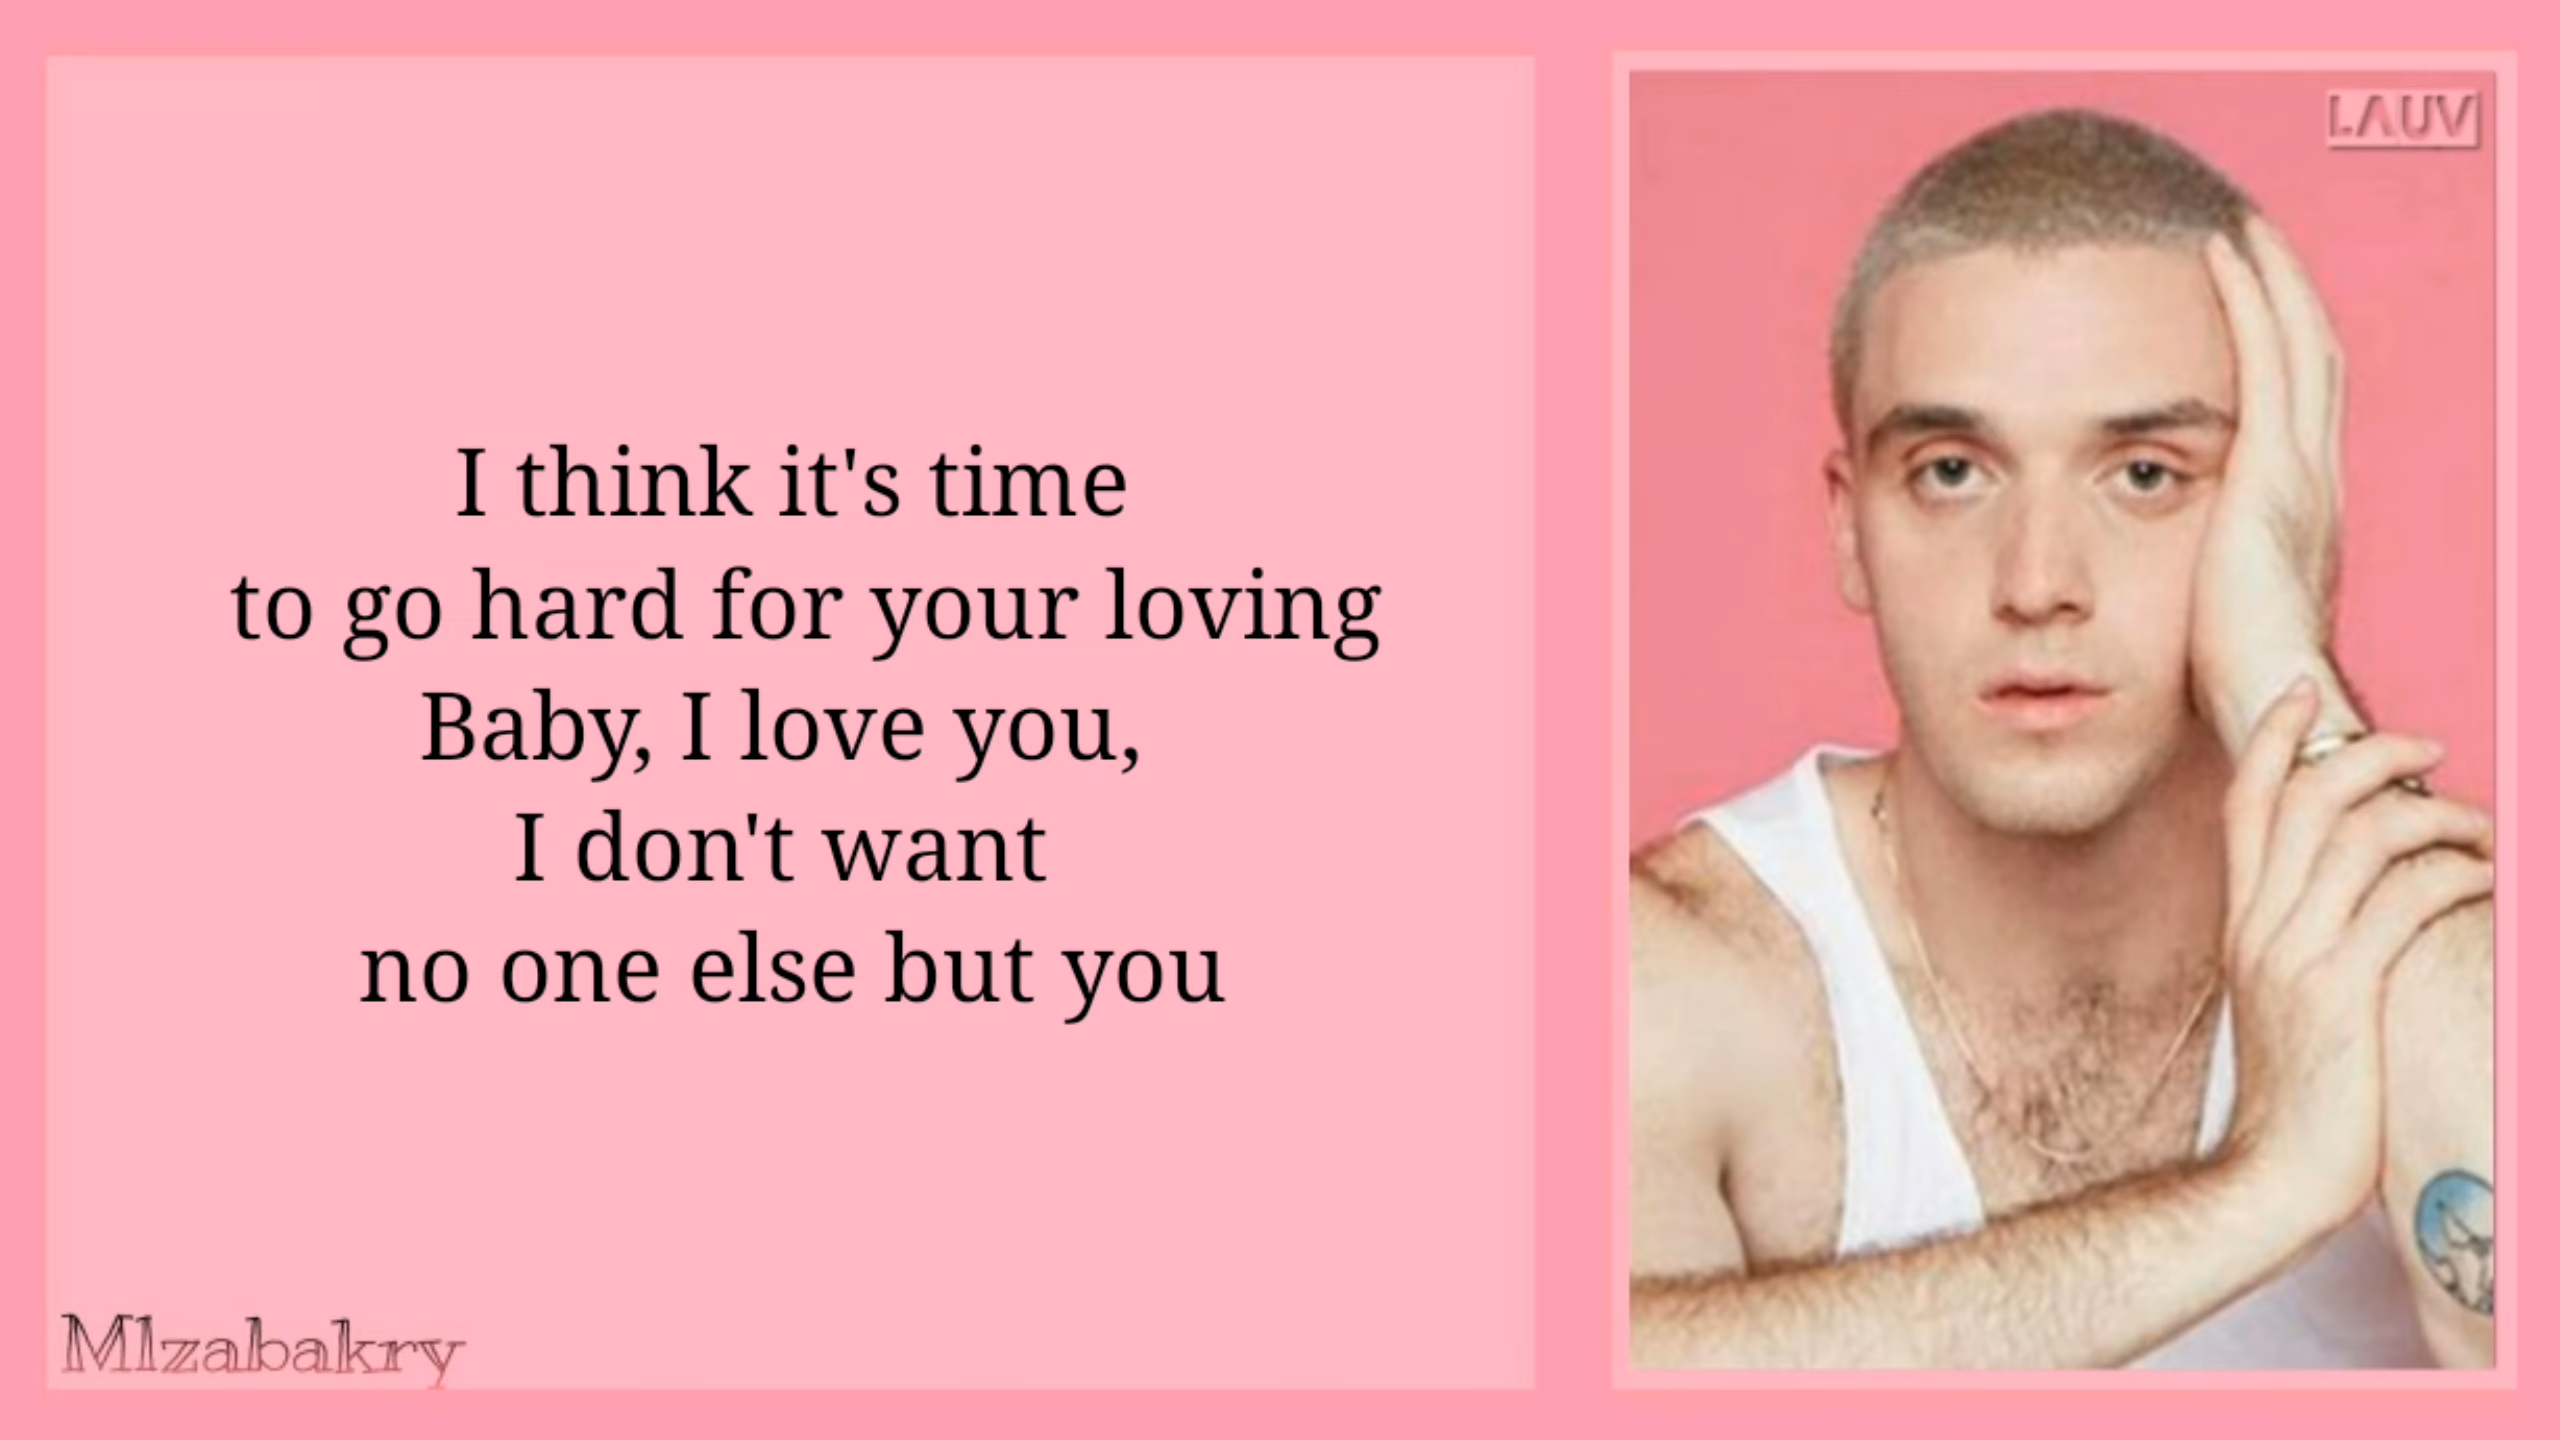 I think it's time
to go hard for your loving
Baby, I love you,
I don't want
no one else but you
M1zabakry
LAUV